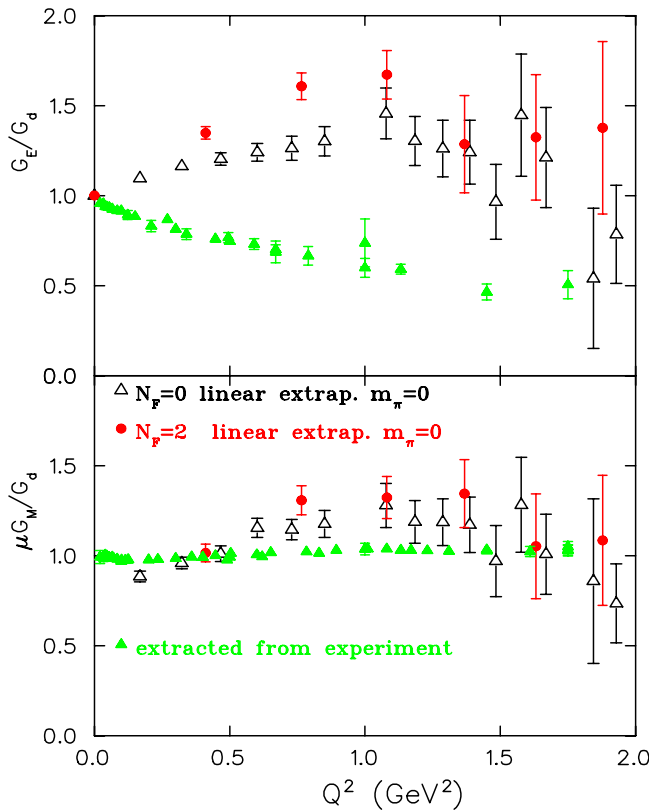 2.0
1.5
G_E/G_d
1.0
0.5
0.0
N_F=0 linear extrap. m_π=0
N_F=2 linear extrap. m_π=0
1.5
μG_M/G_d
1.0
extracted from experiment
0.5
0.0
0.0 0.5 1.0 1.5 2.0
Q² (GeV²)